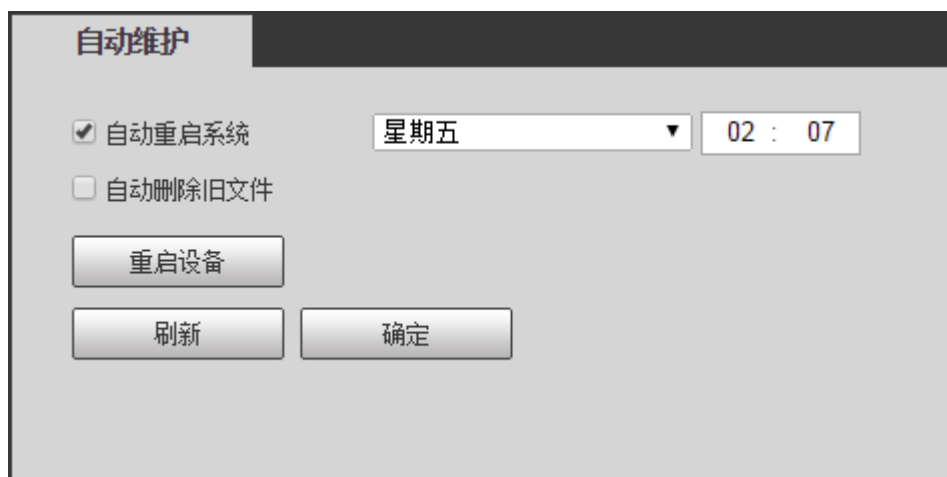 自动维护
自动重启系统 星期五 02 : 07
自动删除旧文件
重启设备
刷新 确定